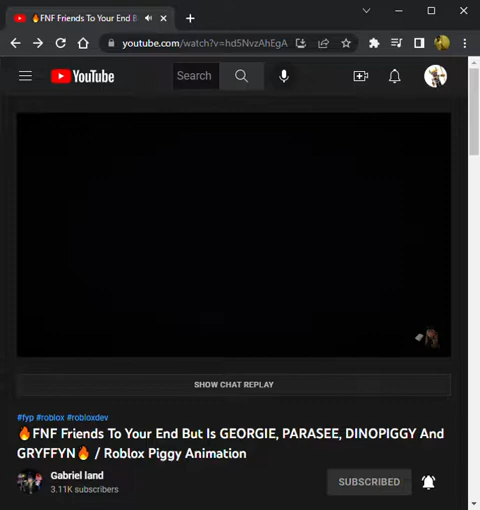 🔥FNF Friends To Your End B
youtube.com/watch?v=hd5NvzAhEgA
YouTube
Search
SHOW CHAT REPLAY
#fyp #roblox #robloxdev
🔥FNF Friends To Your End But Is GEORGIE, PARASEE, DINOPIGGY And
GRYFFYN🔥 / Roblox Piggy Animation
Gabriel land
3.11K subscribers
SUBSCRIBED